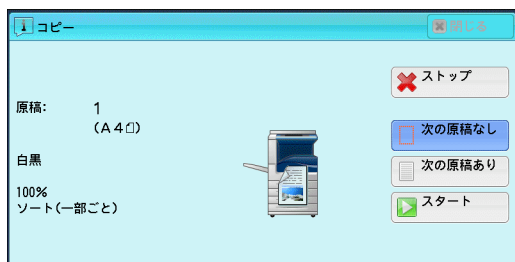 コピー
閉じる
ストップ
原稿: 1
(A4▯)
次の原稿なし
白黒
次の原稿あり
100%
ソート(一部ごと)
スタート